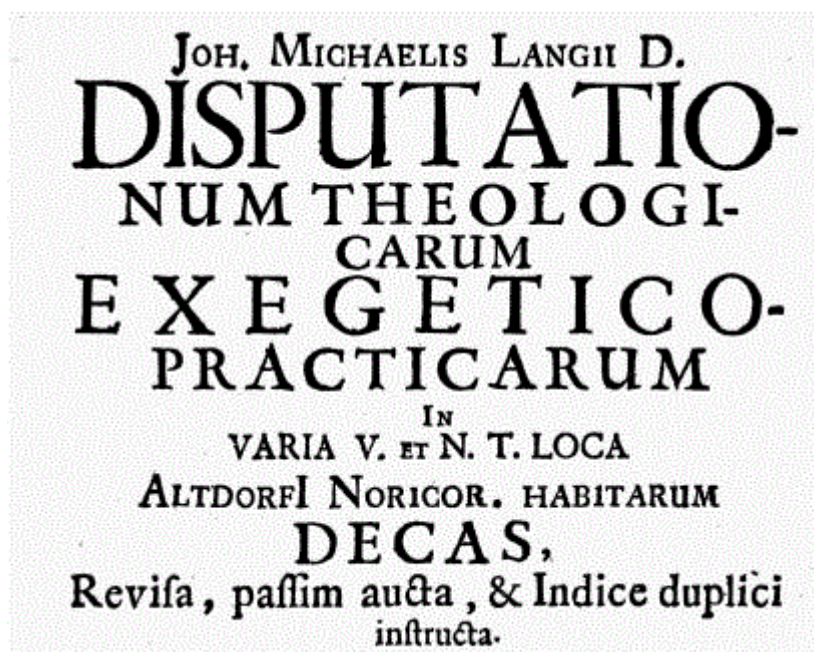 JOH. MICHAELIS LANGII D.
DISPUTATIO-
NUM THEOLOGI-
CARUM
EXEGETICO-
PRACTICARUM
IN
VARIA V. ET N. T. LOCA
ALTDORFI NORICOR. HABITARUM
DECAS,
Reviſa, paſſim aucta, & Indice duplici
inſtructa.